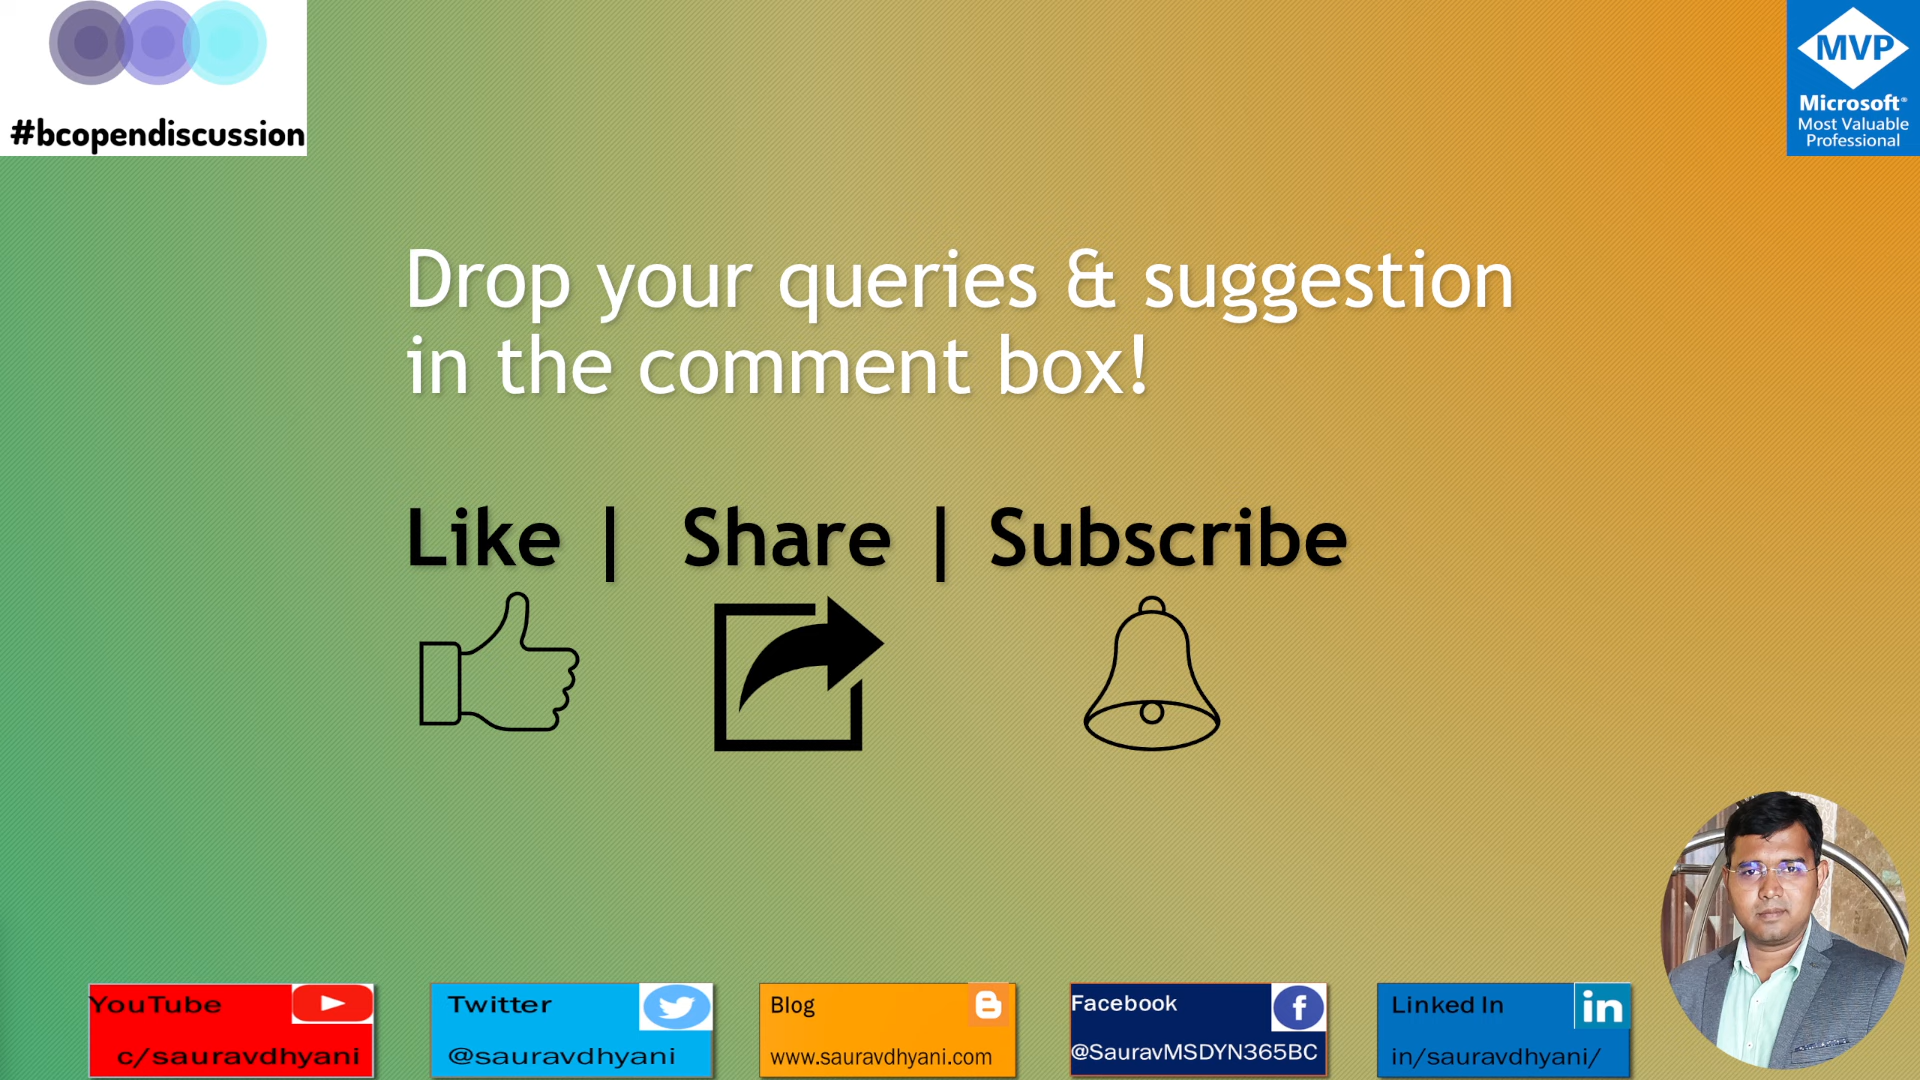 #bcopendiscussion
MVP
Microsoft®
Most Valuable
Professional
Drop your queries & suggestion
in the comment box!
Like | Share | Subscribe
YouTube
c/sauravdhyani
Twitter
@sauravdhyani
Blog
www.sauravdhyani.com
Facebook
@SauravMSDYN365BC
Linked In
in
in/sauravdhyani/